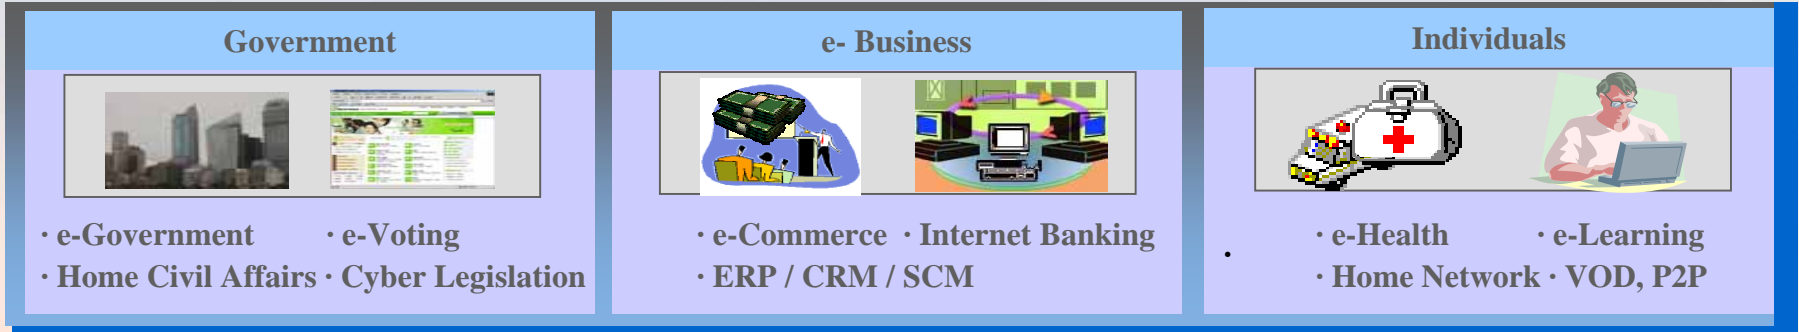 Government
· e-Government · e-Voting
· Home Civil Affairs · Cyber Legislation
e- Business
· e-Commerce · Internet Banking
· ERP / CRM / SCM
Individuals
· e-Health · e-Learning
· Home Network · VOD, P2P